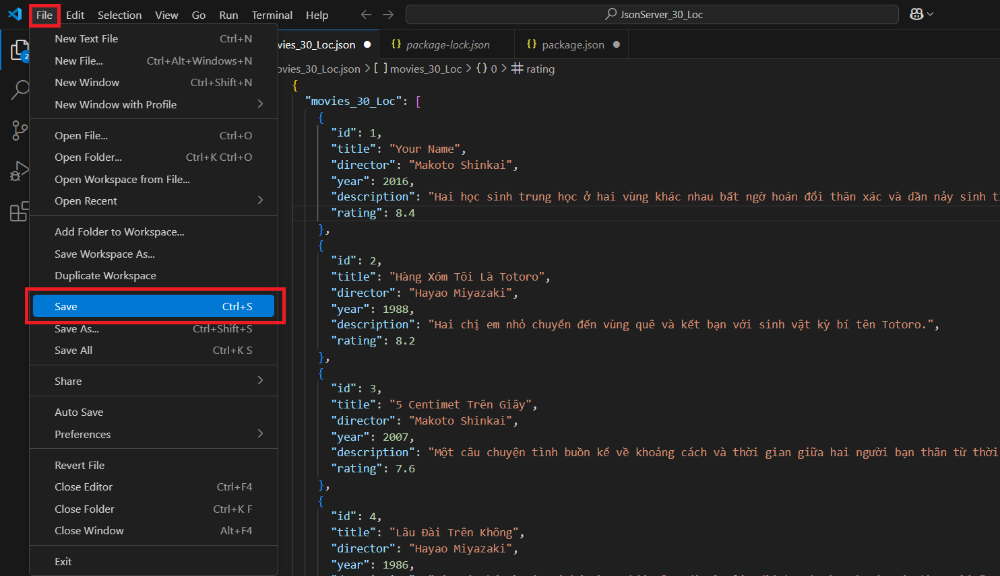 File Edit Selection View Go Run Terminal Help
JsonServer_30_Loc
2
New Text File Ctrl+N
New File... Ctrl+Alt+Windows+N
New Window Ctrl+Shift+N
New Window with Profile
Open File... Ctrl+O
Open Folder... Ctrl+K Ctrl+O
Open Workspace from File...
Open Recent
Add Folder to Workspace...
Save Workspace As...
Duplicate Workspace
Save Ctrl+S
Save As... Ctrl+Shift+S
Save All Ctrl+K S
Share
Auto Save
Preferences
Revert File
Close Editor Ctrl+F4
Close Folder Ctrl+K F
Close Window Alt+F4
Exit
vies_30_Loc.json {} package-lock.json {} package.json
ovies_30_Loc.json > [ ] movies_30_Loc > {} 0 > # rating
{
"movies_30_Loc": [
{
"id": 1,
"title": "Your Name",
"director": "Makoto Shinkai",
"year": 2016,
"description": "Hai học sinh trung học ở hai vùng khác nhau bất ngờ hoán đổi thân xác và dần nảy sinh t
"rating": 8.4
},
{
"id": 2,
"title": "Hàng Xóm Tôi Là Totoro",
"director": "Hayao Miyazaki",
"year": 1988,
"description": "Hai chị em nhỏ chuyển đến vùng quê và kết bạn với sinh vật kỳ bí tên Totoro.",
"rating": 8.2
},
{
"id": 3,
"title": "5 Centimet Trên Giây",
"director": "Makoto Shinkai",
"year": 2007,
"description": "Một câu chuyện tình buồn kể về khoảng cách và thời gian giữa hai người bạn thân từ thời
"rating": 7.6
},
{
"id": 4,
"title": "Lâu Đài Trên Không",
"director": "Hayao Miyazaki",
"year": 1986,